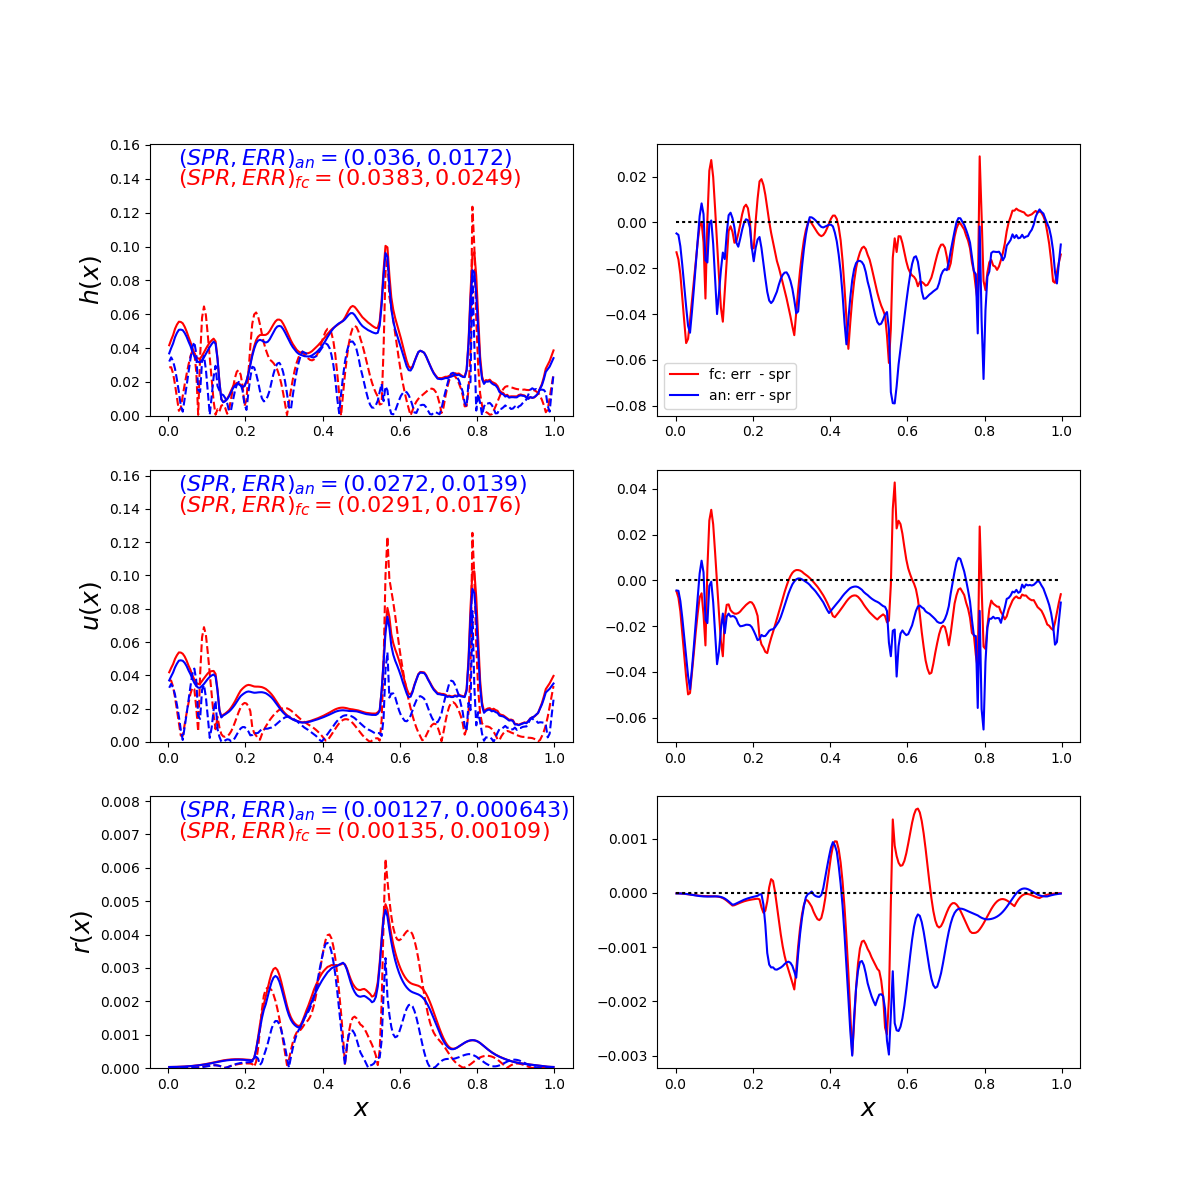 (SPR, ERR)an = (0.036, 0.0172)
(SPR, ERR)fc = (0.0383, 0.0249)
h(x)
0.16
0.14
0.12
0.10
0.08
0.06
0.04
0.02
0.00
0.0 0.2 0.4 0.6 0.8 1.0
0.02
0.00
−0.02
−0.04
−0.06
−0.08
fc: err - spr
an: err - spr
0.0 0.2 0.4 0.6 0.8 1.0
(SPR, ERR)an = (0.0272, 0.0139)
(SPR, ERR)fc = (0.0291, 0.0176)
u(x)
0.16
0.14
0.12
0.10
0.08
0.06
0.04
0.02
0.00
0.0 0.2 0.4 0.6 0.8 1.0
0.04
0.02
0.00
−0.02
−0.04
−0.06
0.0 0.2 0.4 0.6 0.8 1.0
(SPR, ERR)an = (0.00127, 0.000643)
(SPR, ERR)fc = (0.00135, 0.00109)
r(x)
0.008
0.007
0.006
0.005
0.004
0.003
0.002
0.001
0.000
0.0 0.2 0.4 0.6 0.8 1.0
x
0.001
0.000
−0.001
−0.002
−0.003
0.0 0.2 0.4 0.6 0.8 1.0
x